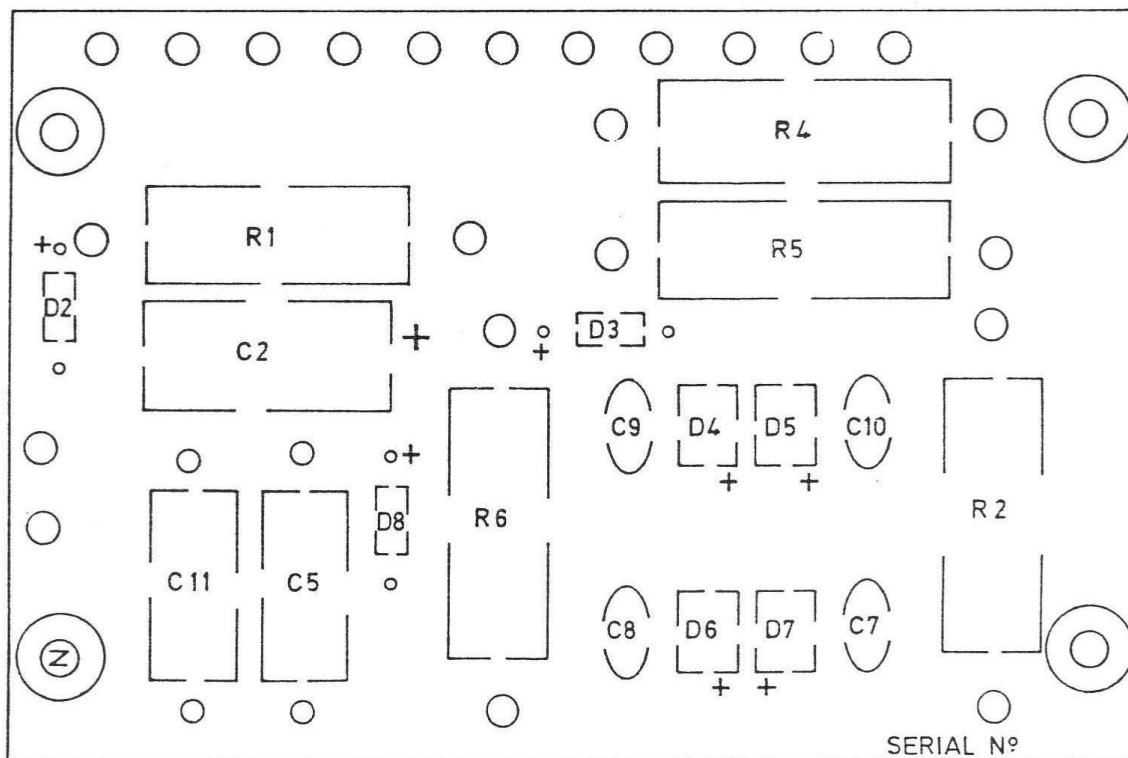 R4
R1
R5
+
D2
D3
C2
+
+
C9
D4
D5
C10
+
+
+
D8
R6
R2
C11
C5
C8
D6
D7
C7
+
+
N
SERIAL Nº